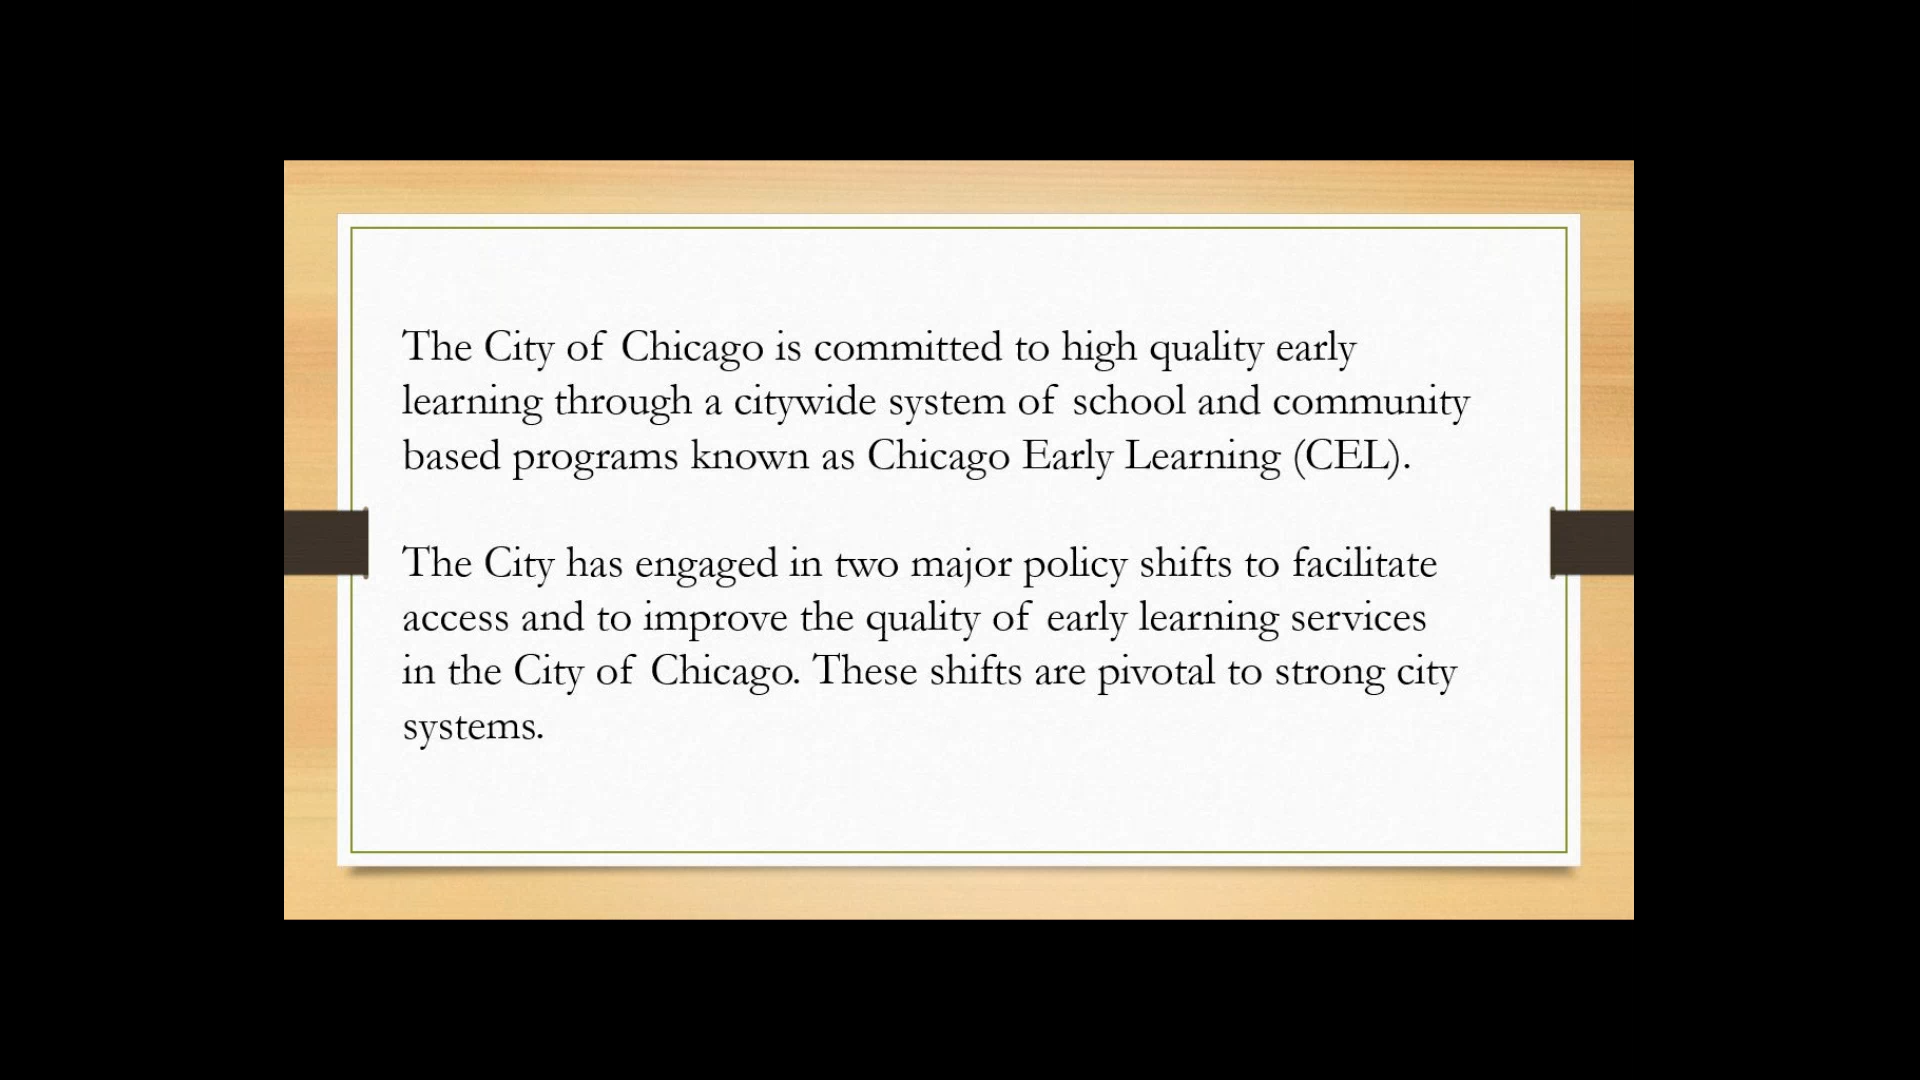 The City of Chicago is committed to high quality early
learning through a citywide system of school and community
based programs known as Chicago Early Learning (CEL).
The City has engaged in two major policy shifts to facilitate
access and to improve the quality of early learning services
in the City of Chicago. These shifts are pivotal to strong city
systems.